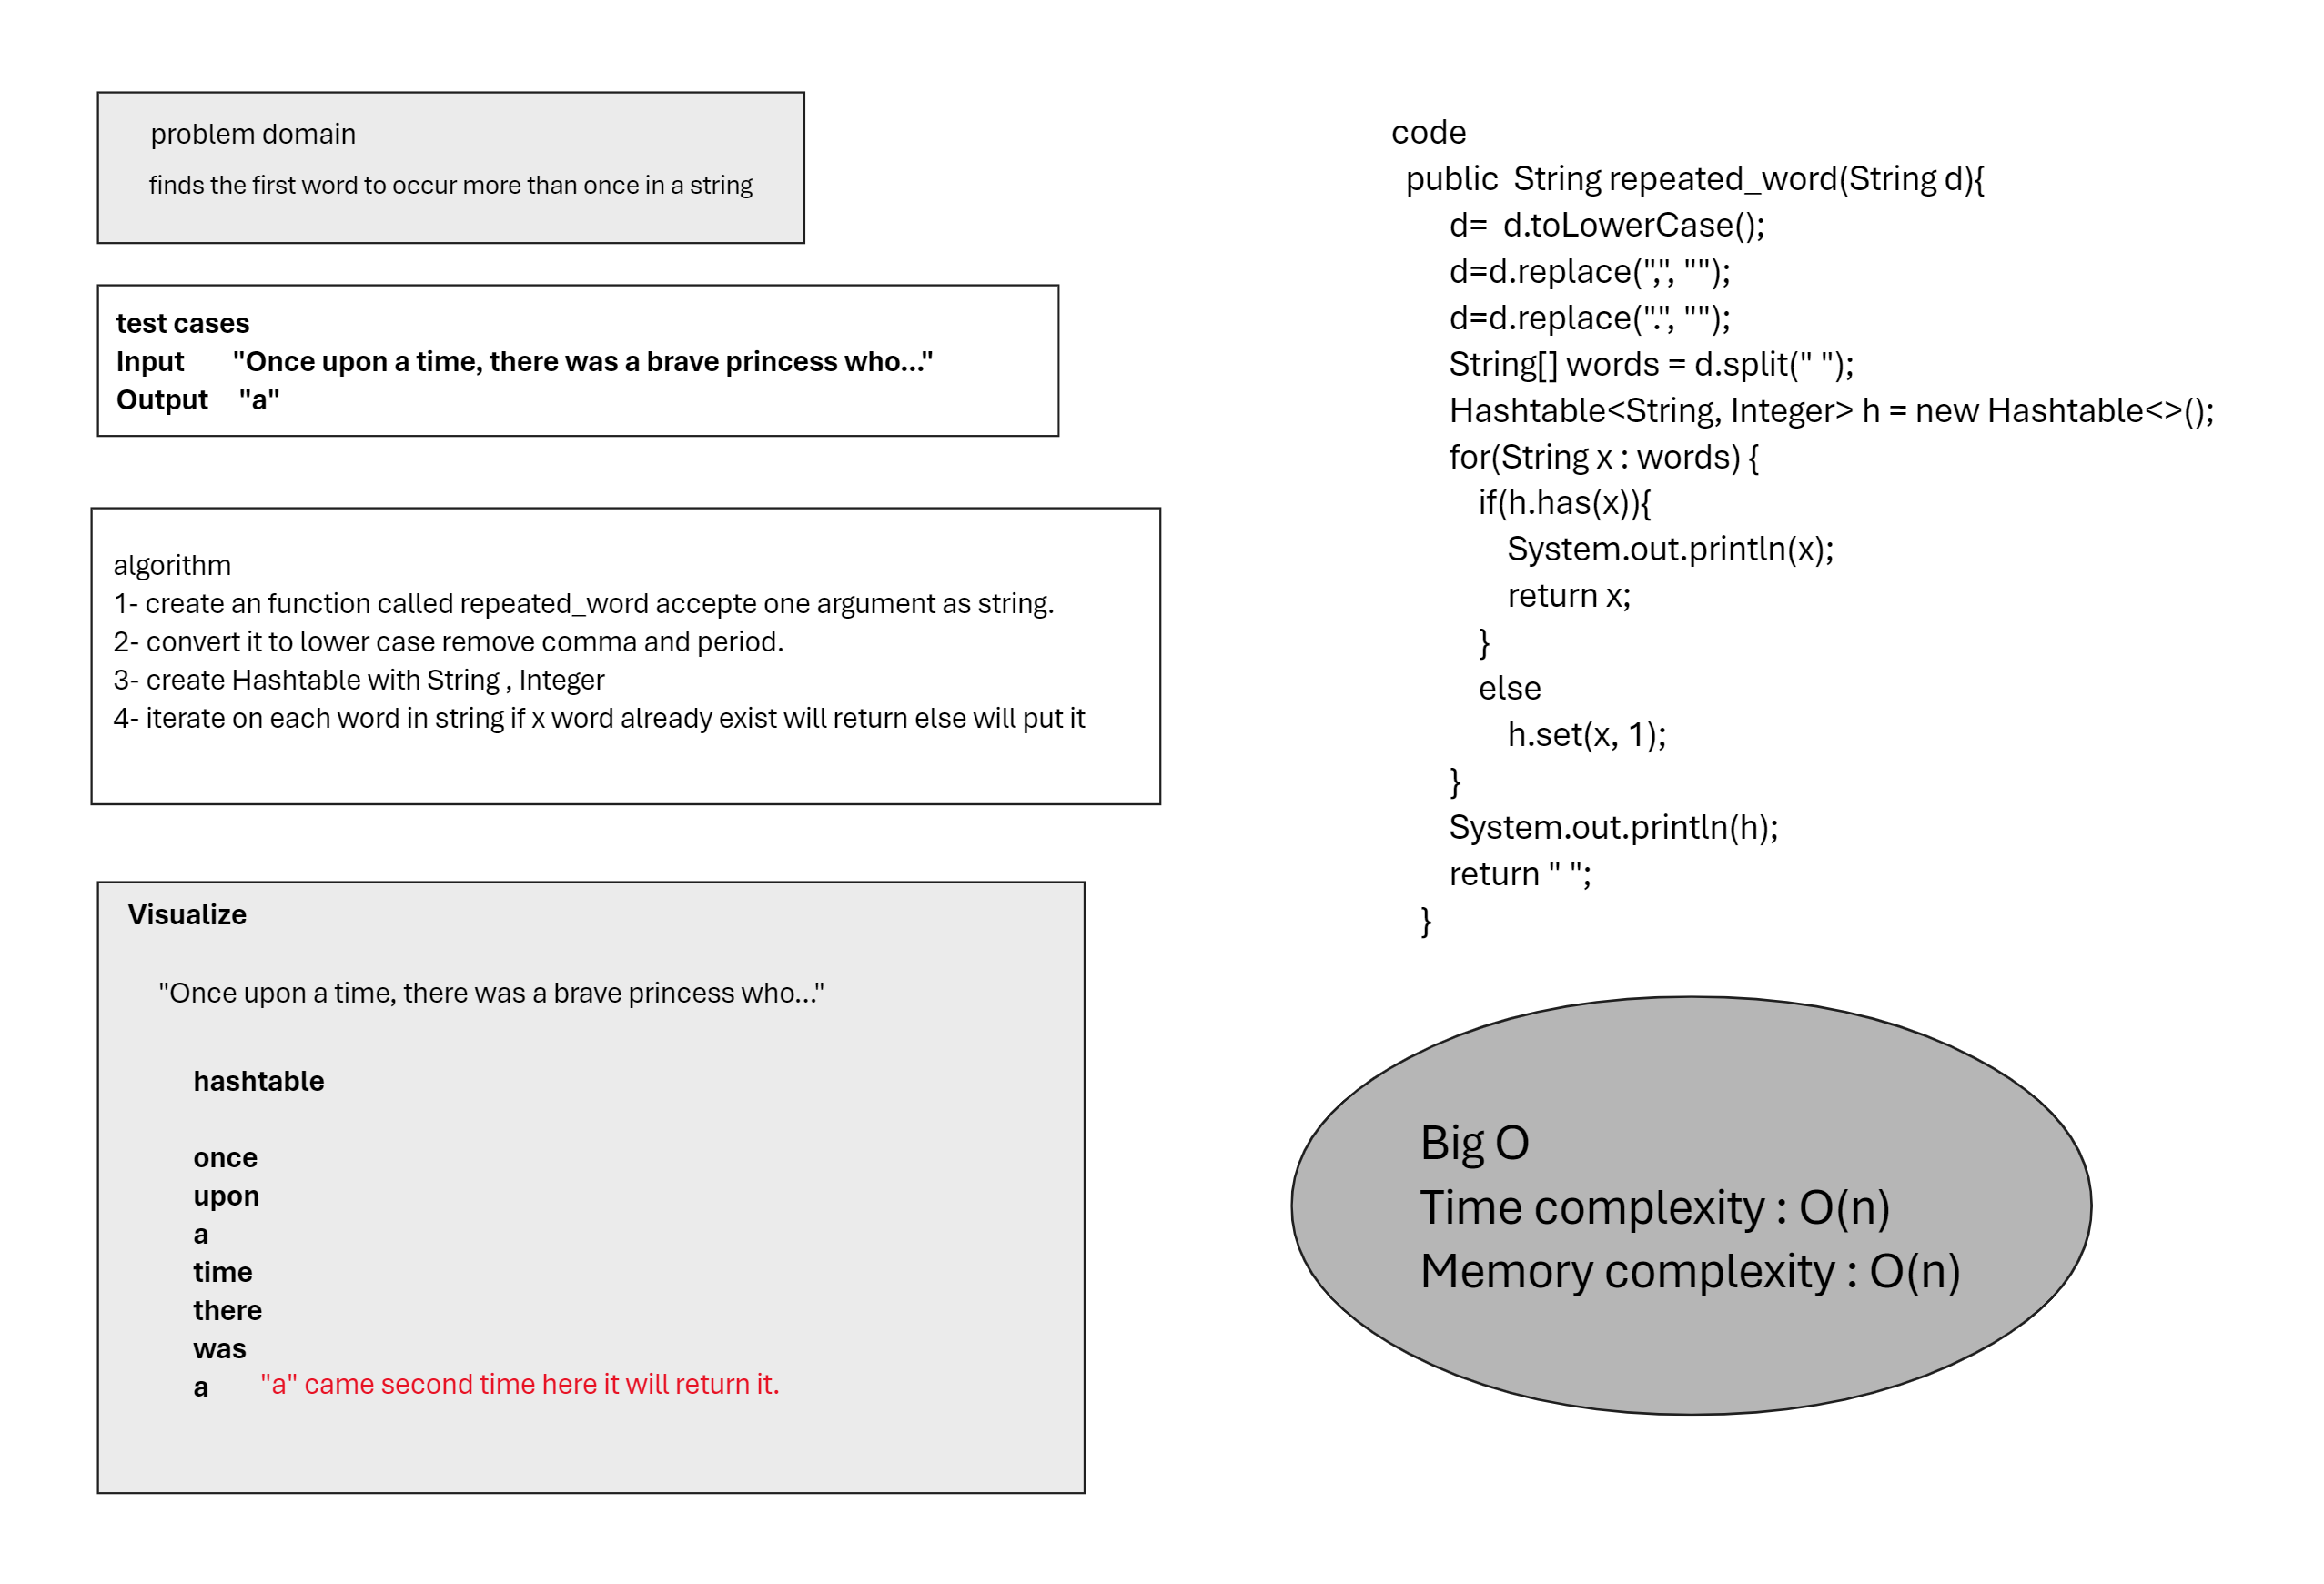 problem domain
finds the first word to occur more than once in a string
test cases
Input "Once upon a time, there was a brave princess who..."
Output "a"
algorithm
1- create an function called repeated_word accepte one argument as string.
2- convert it to lower case remove comma and period.
3- create Hashtable with String , Integer
4- iterate on each word in string if x word already exist will return else will put it
Visualize
"Once upon a time, there was a brave princess who..."
hashtable
once
upon
a
time
there
was
a "a" came second time here it will return it.
code
public String repeated_word(String d){
d= d.toLowerCase();
d=d.replace(",", "");
d=d.replace(".", "");
String[] words = d.split(" ");
Hashtable<String, Integer> h = new Hashtable<>();
for(String x : words) {
if(h.has(x)){
System.out.println(x);
return x;
}
else
h.set(x, 1);
}
System.out.println(h);
return " ";
}
Big O
Time complexity : O(n)
Memory complexity : O(n)